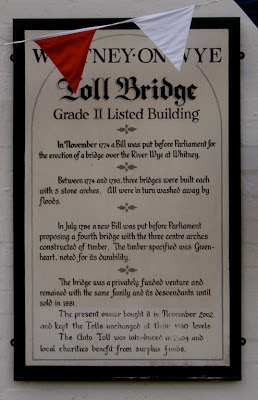 WHITNEY-ON-WYE
Toll Bridge
Grade II Listed Building
In November 1774 a Bill was put before Parliament for
the erection of a bridge over the River Wye at Whitney.
Between 1774 and 1795, three bridges were built each
with 5 stone arches. All were in turn washed away by
floods.
In July 1796 a new Bill was put before Parliament
proposing a fourth bridge with the three centre arches
constructed of timber. The timber specified was Green-
heart, noted for its durability.
The bridge was a privately funded venture and
remained with the same family and its descendants until
sold in 1981.
The present owner bought it in November 2002
and kept the Tolls unchanged at their levels
The Auto Toll was introduced in 2004 and
local charities benefit from surplus funds.